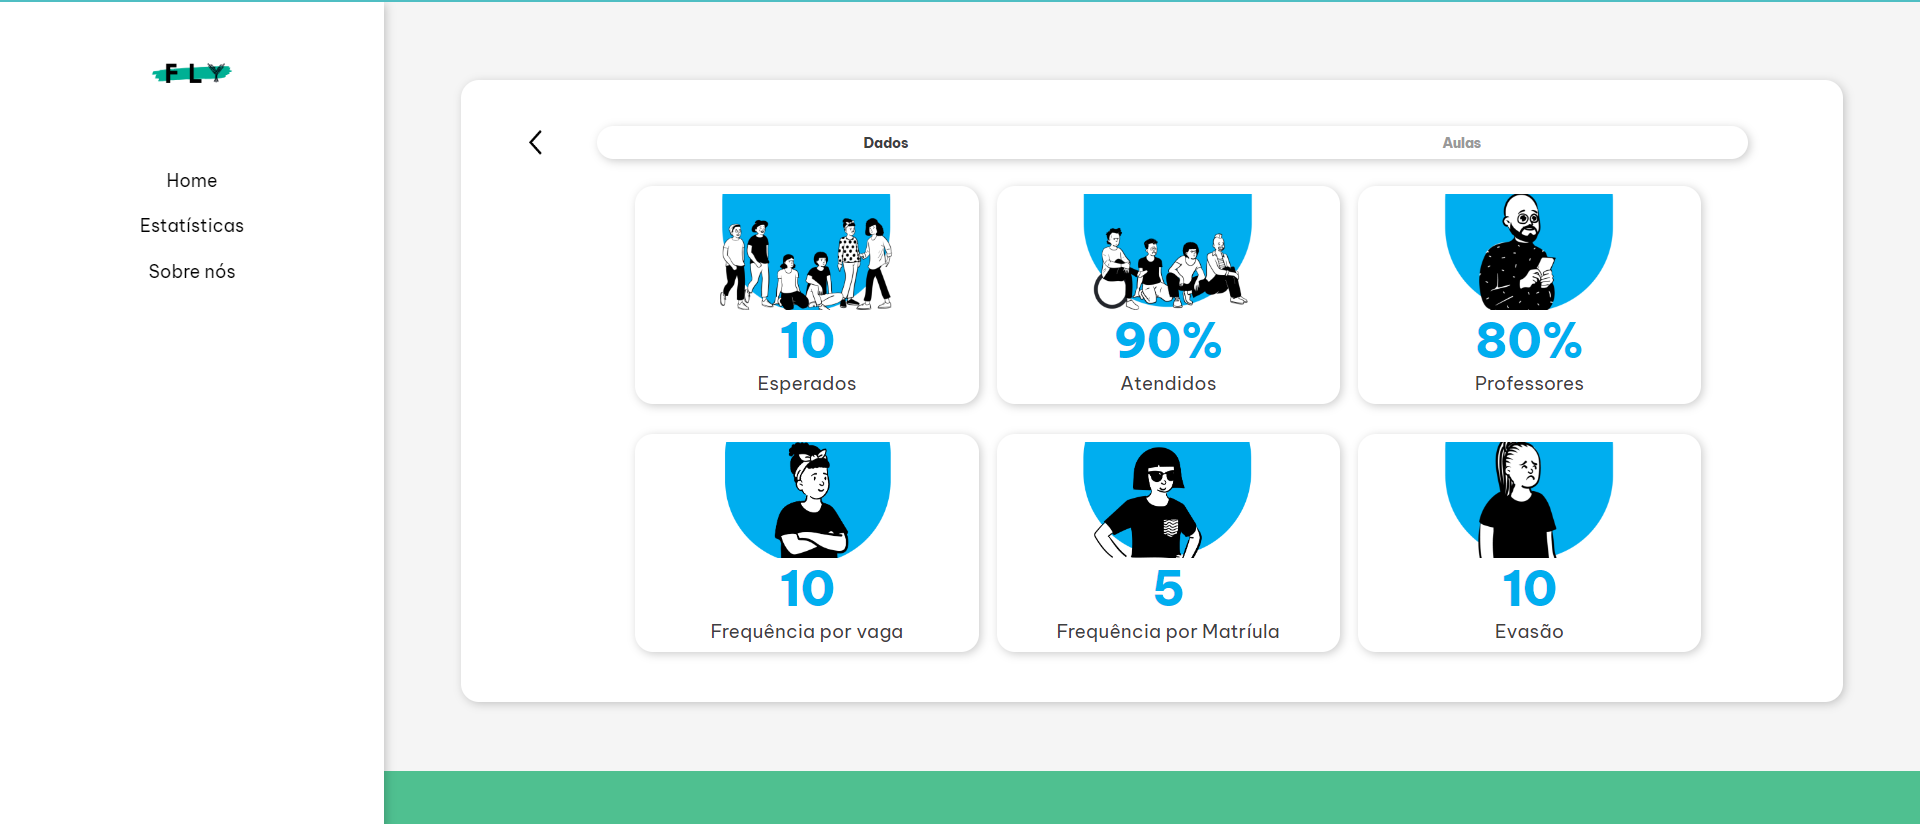 FLY
Home
Estatísticas
Sobre nós
Dados
Aulas
10
Esperados
90%
Atendidos
80%
Professores
10
Frequência por vaga
5
Frequência por Matríula
10
Evasão